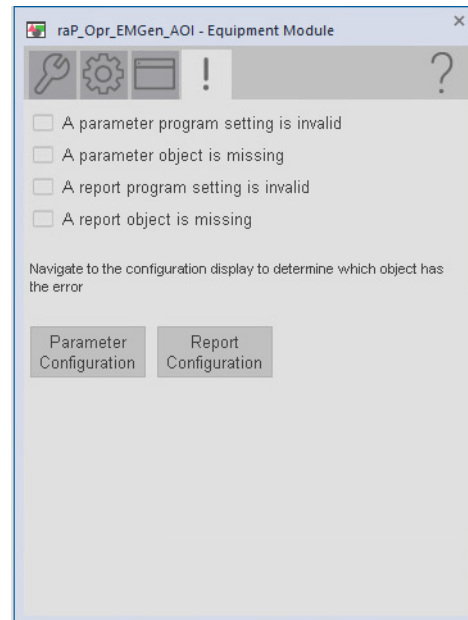 raP_Opr_EMGen_AOI - Equipment Module
A parameter program setting is invalid
A parameter object is missing
A report program setting is invalid
A report object is missing
Navigate to the configuration display to determine which object has
the error
Parameter
Configuration
Report
Configuration